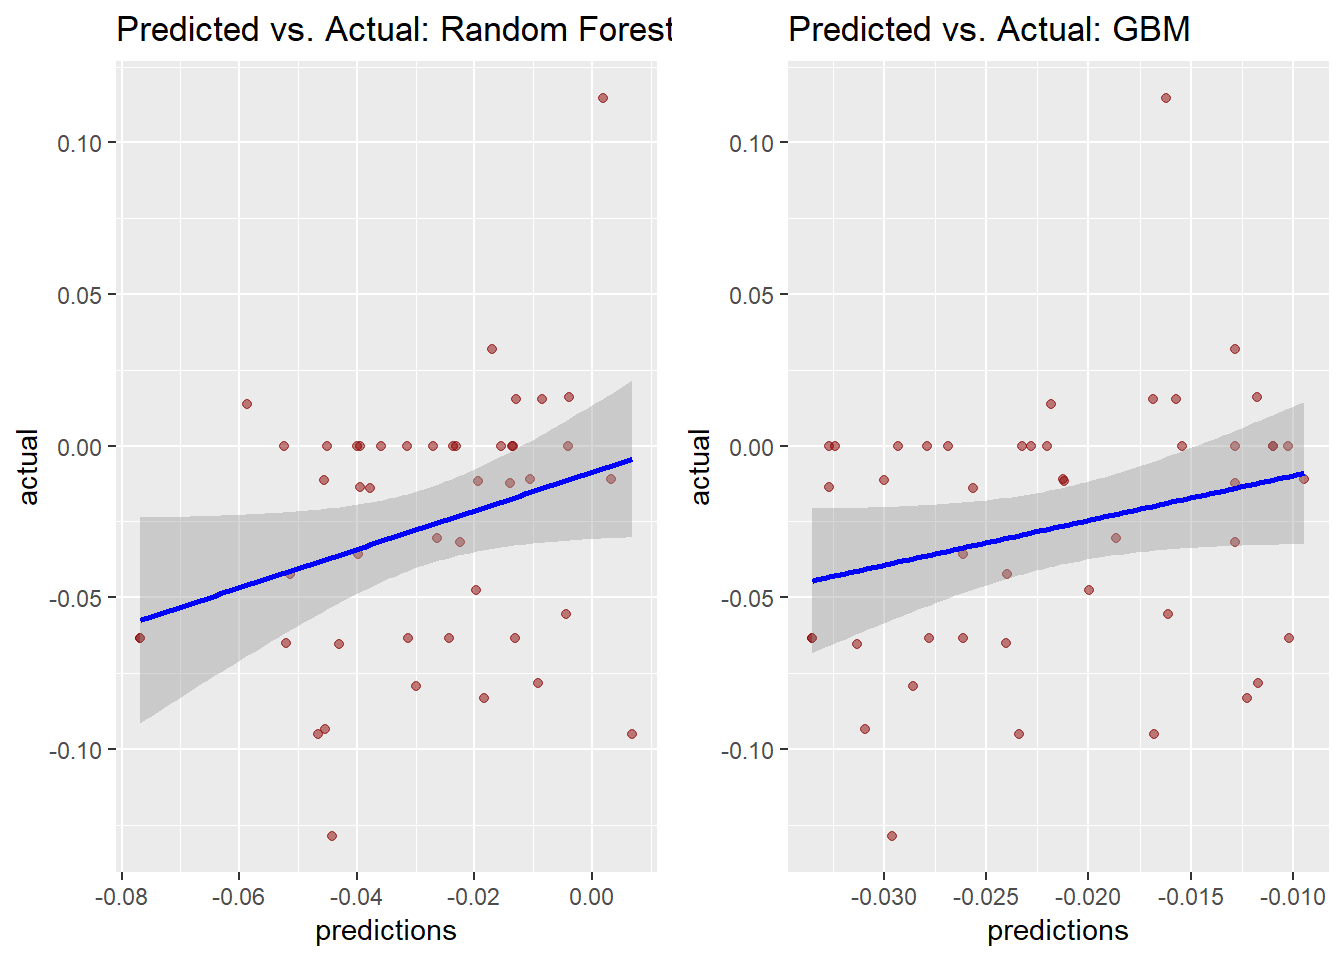 Predicted vs. Actual: Random Forest
0.10
0.05
0.00
-0.05
-0.10
actual
-0.08 -0.06 -0.04 -0.02 0.00
predictions
Predicted vs. Actual: GBM
0.10
0.05
0.00
-0.05
-0.10
actual
-0.030 -0.025 -0.020 -0.015 -0.010
predictions